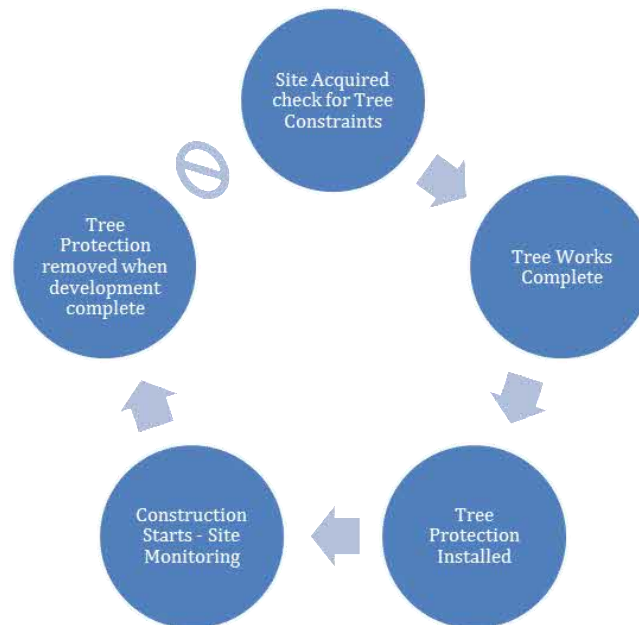 Site Acquired
check for Tree
Constraints
Tree Works
Complete
Tree
Protection
Installed
Construction
Starts - Site
Monitoring
Tree
Protection
removed when
development
complete